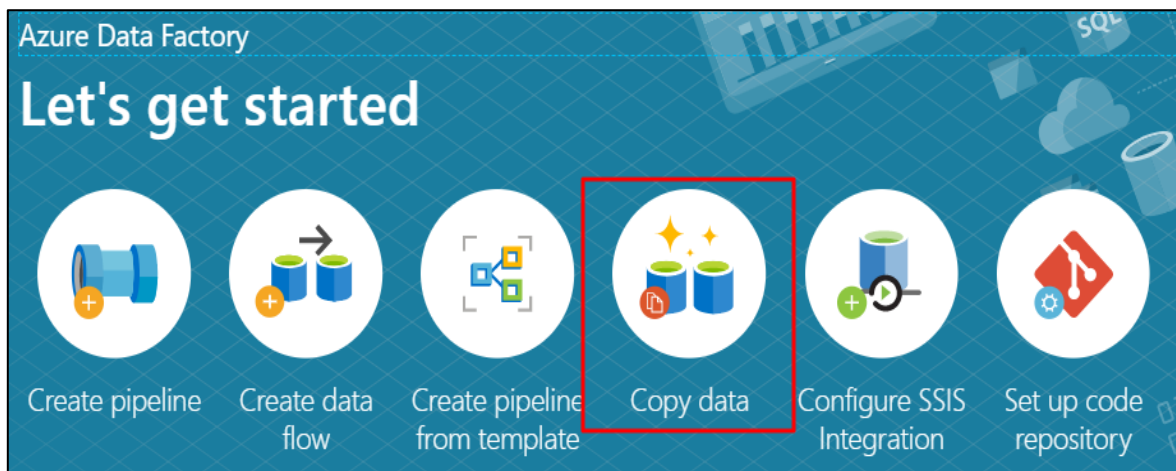 Azure Data Factory
SQL
Let's get started
Create pipeline
Create data
flow
Create pipeline
from template
Copy data
Configure SSIS
Integration
Set up code
repository